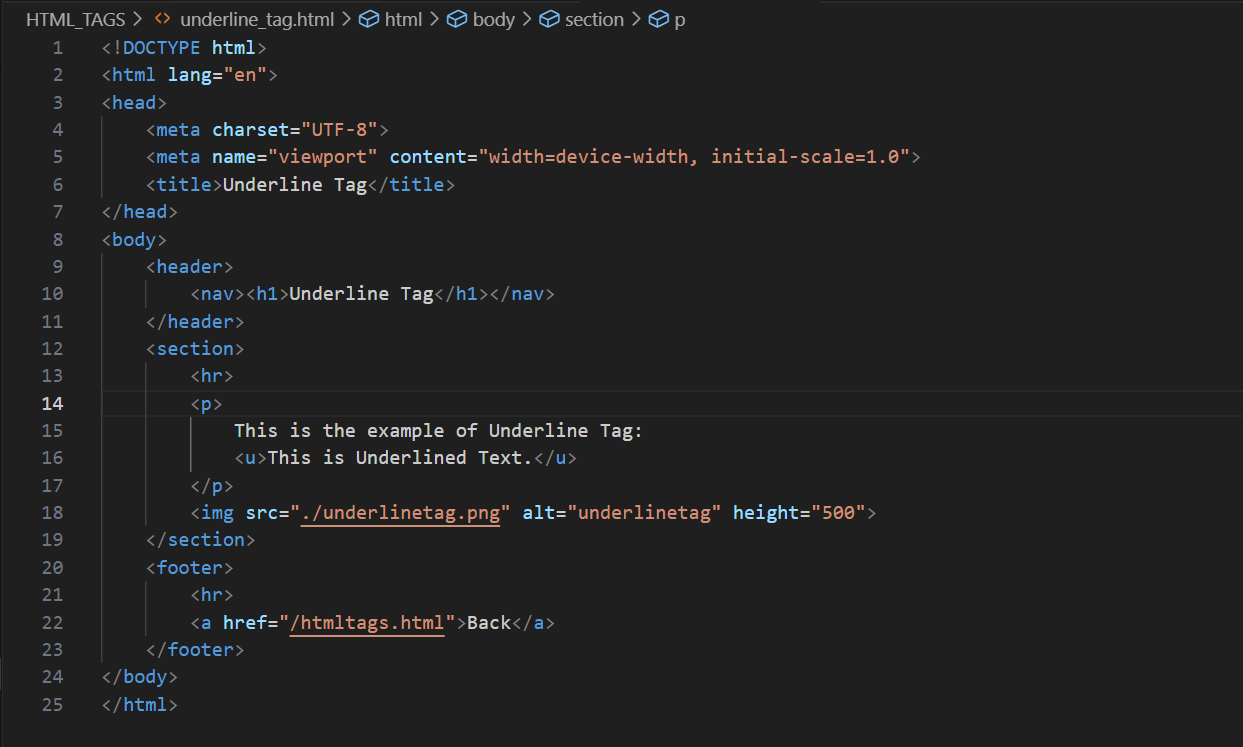 HTML_TAGS > <> underline_tag.html > html > body > section > p
1 <!DOCTYPE html>
2 <html lang="en">
3 <head>
4     <meta charset="UTF-8">
5     <meta name="viewport" content="width=device-width, initial-scale=1.0">
6     <title>Underline Tag</title>
7 </head>
8 <body>
9     <header>
10         <nav><h1>Underline Tag</h1></nav>
11     </header>
12     <section>
13         <hr>
14         <p>
15             This is the example of Underline Tag:
16             <u>This is Underlined Text.</u>
17         </p>
18         <img src="./underlinetag.png" alt="underlinetag" height="500">
19     </section>
20     <footer>
21         <hr>
22         <a href="/htmltags.html">Back</a>
23     </footer>
24 </body>
25 </html>